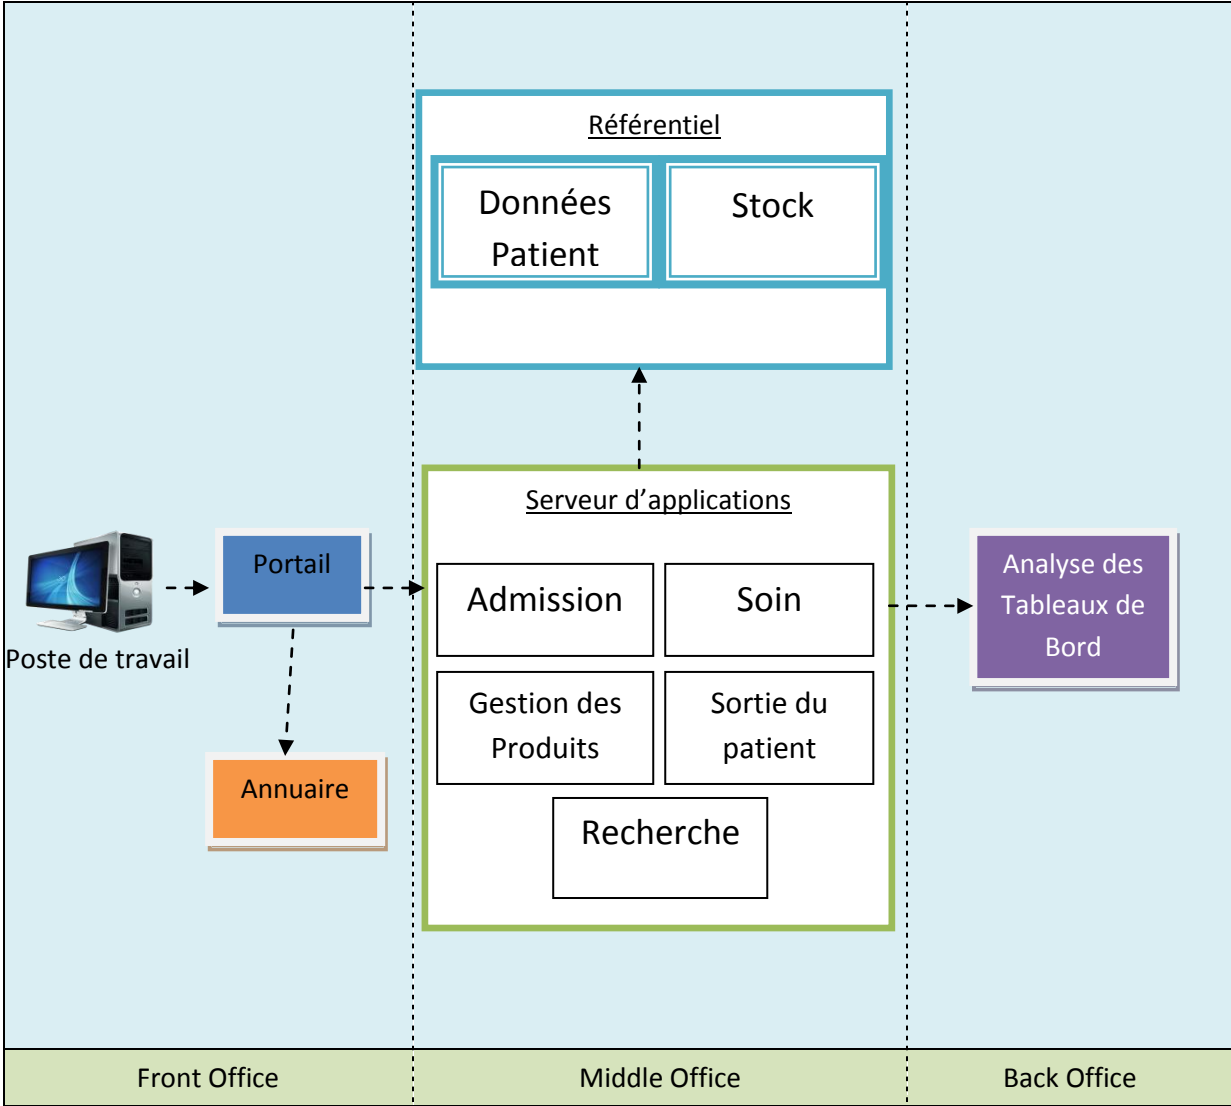 Référentiel
Données
Patient
Stock
Serveur d’applications
Admission
Soin
Gestion des
Produits
Sortie du
patient
Recherche
Portail
Poste de travail
Annuaire
Analyse des
Tableaux de
Bord
Front Office
Middle Office
Back Office